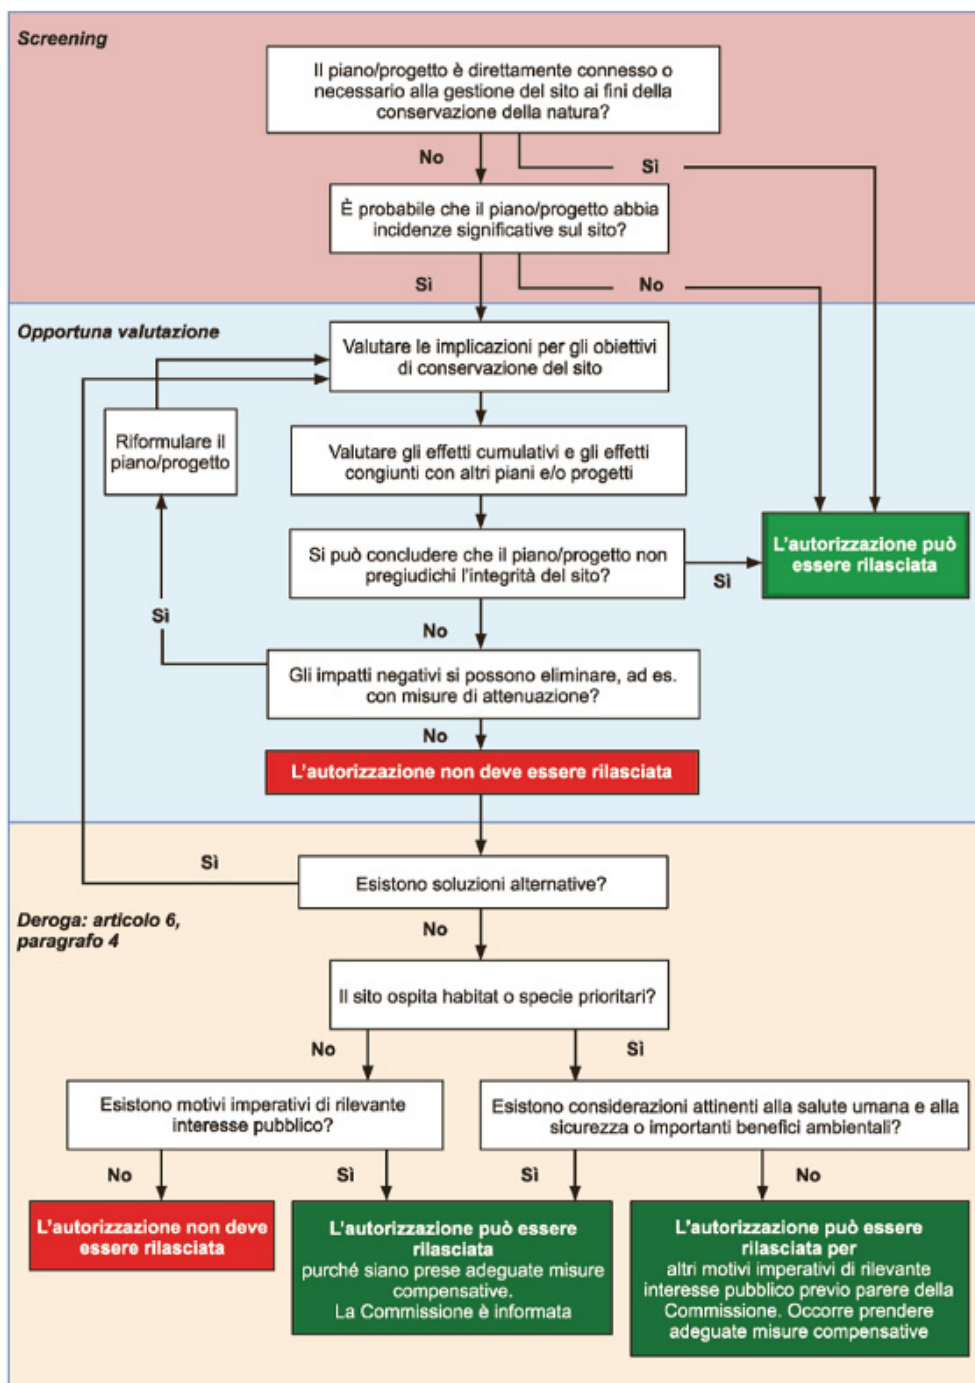 Screening
Il piano/progetto è direttamente connesso o
necessario alla gestione del sito ai fini della
conservazione della natura?
No
Sì
È probabile che il piano/progetto abbia
incidenze significative sul sito?
Sì
No
Opportuna valutazione
Valutare le implicazioni per gli obiettivi
di conservazione del sito
Riformulare il
piano/progetto
Valutare gli effetti cumulativi e gli effetti
congiunti con altri piani e/o progetti
Si può concludere che il piano/progetto non
pregiudichi l'integrità del sito?
Sì
L'autorizzazione può
essere rilasciata
No
Sì
Gli impatti negativi si possono eliminare, ad es.
con misure di attenuazione?
No
L'autorizzazione non deve essere rilasciata
Sì
Esistono soluzioni alternative?
Deroga: articolo 6,
paragrafo 4
No
Il sito ospita habitat o specie prioritari?
No
Sì
Esistono motivi imperativi di rilevante
interesse pubblico?
Esistono considerazioni attinenti alla salute umana e alla
sicurezza o importanti benefici ambientali?
No
Sì
Sì
No
L'autorizzazione non deve
essere rilasciata
L'autorizzazione può essere
rilasciata
purché siano prese adeguate misure
compensative.
La Commissione è informata
L'autorizzazione può essere
rilasciata per
altri motivi imperativi di rilevante
interesse pubblico previo parere della
Commissione. Occorre prendere
adeguate misure compensative